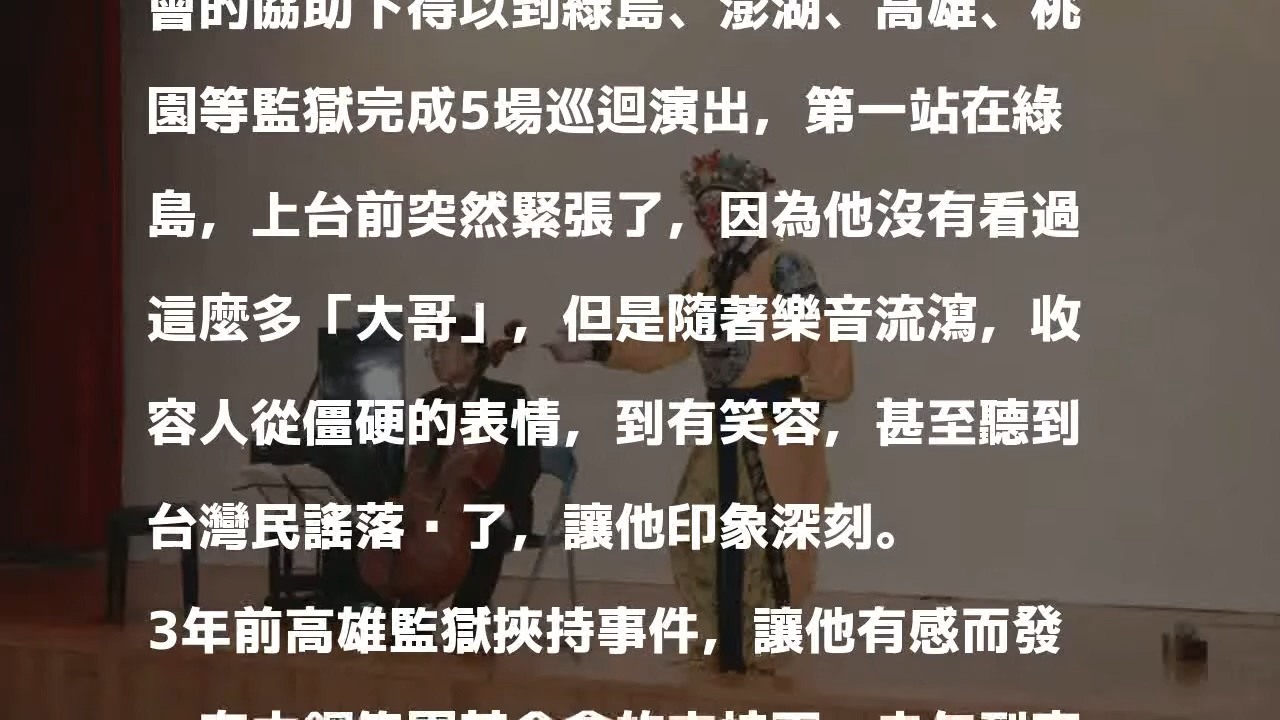 會的協助下得以到綠島、澎湖、高雄、桃
園等監獄完成5場巡迴演出，第一站在綠
島，上台前突然緊張了，因為他沒有看過
這麼多「大哥」，但是隨著樂音流瀉，收
容人從僵硬的表情，到有笑容，甚至聽到
台灣民謠落·了，讓他印象深刻。
3年前高雄監獄挾持事件，讓他有感而發